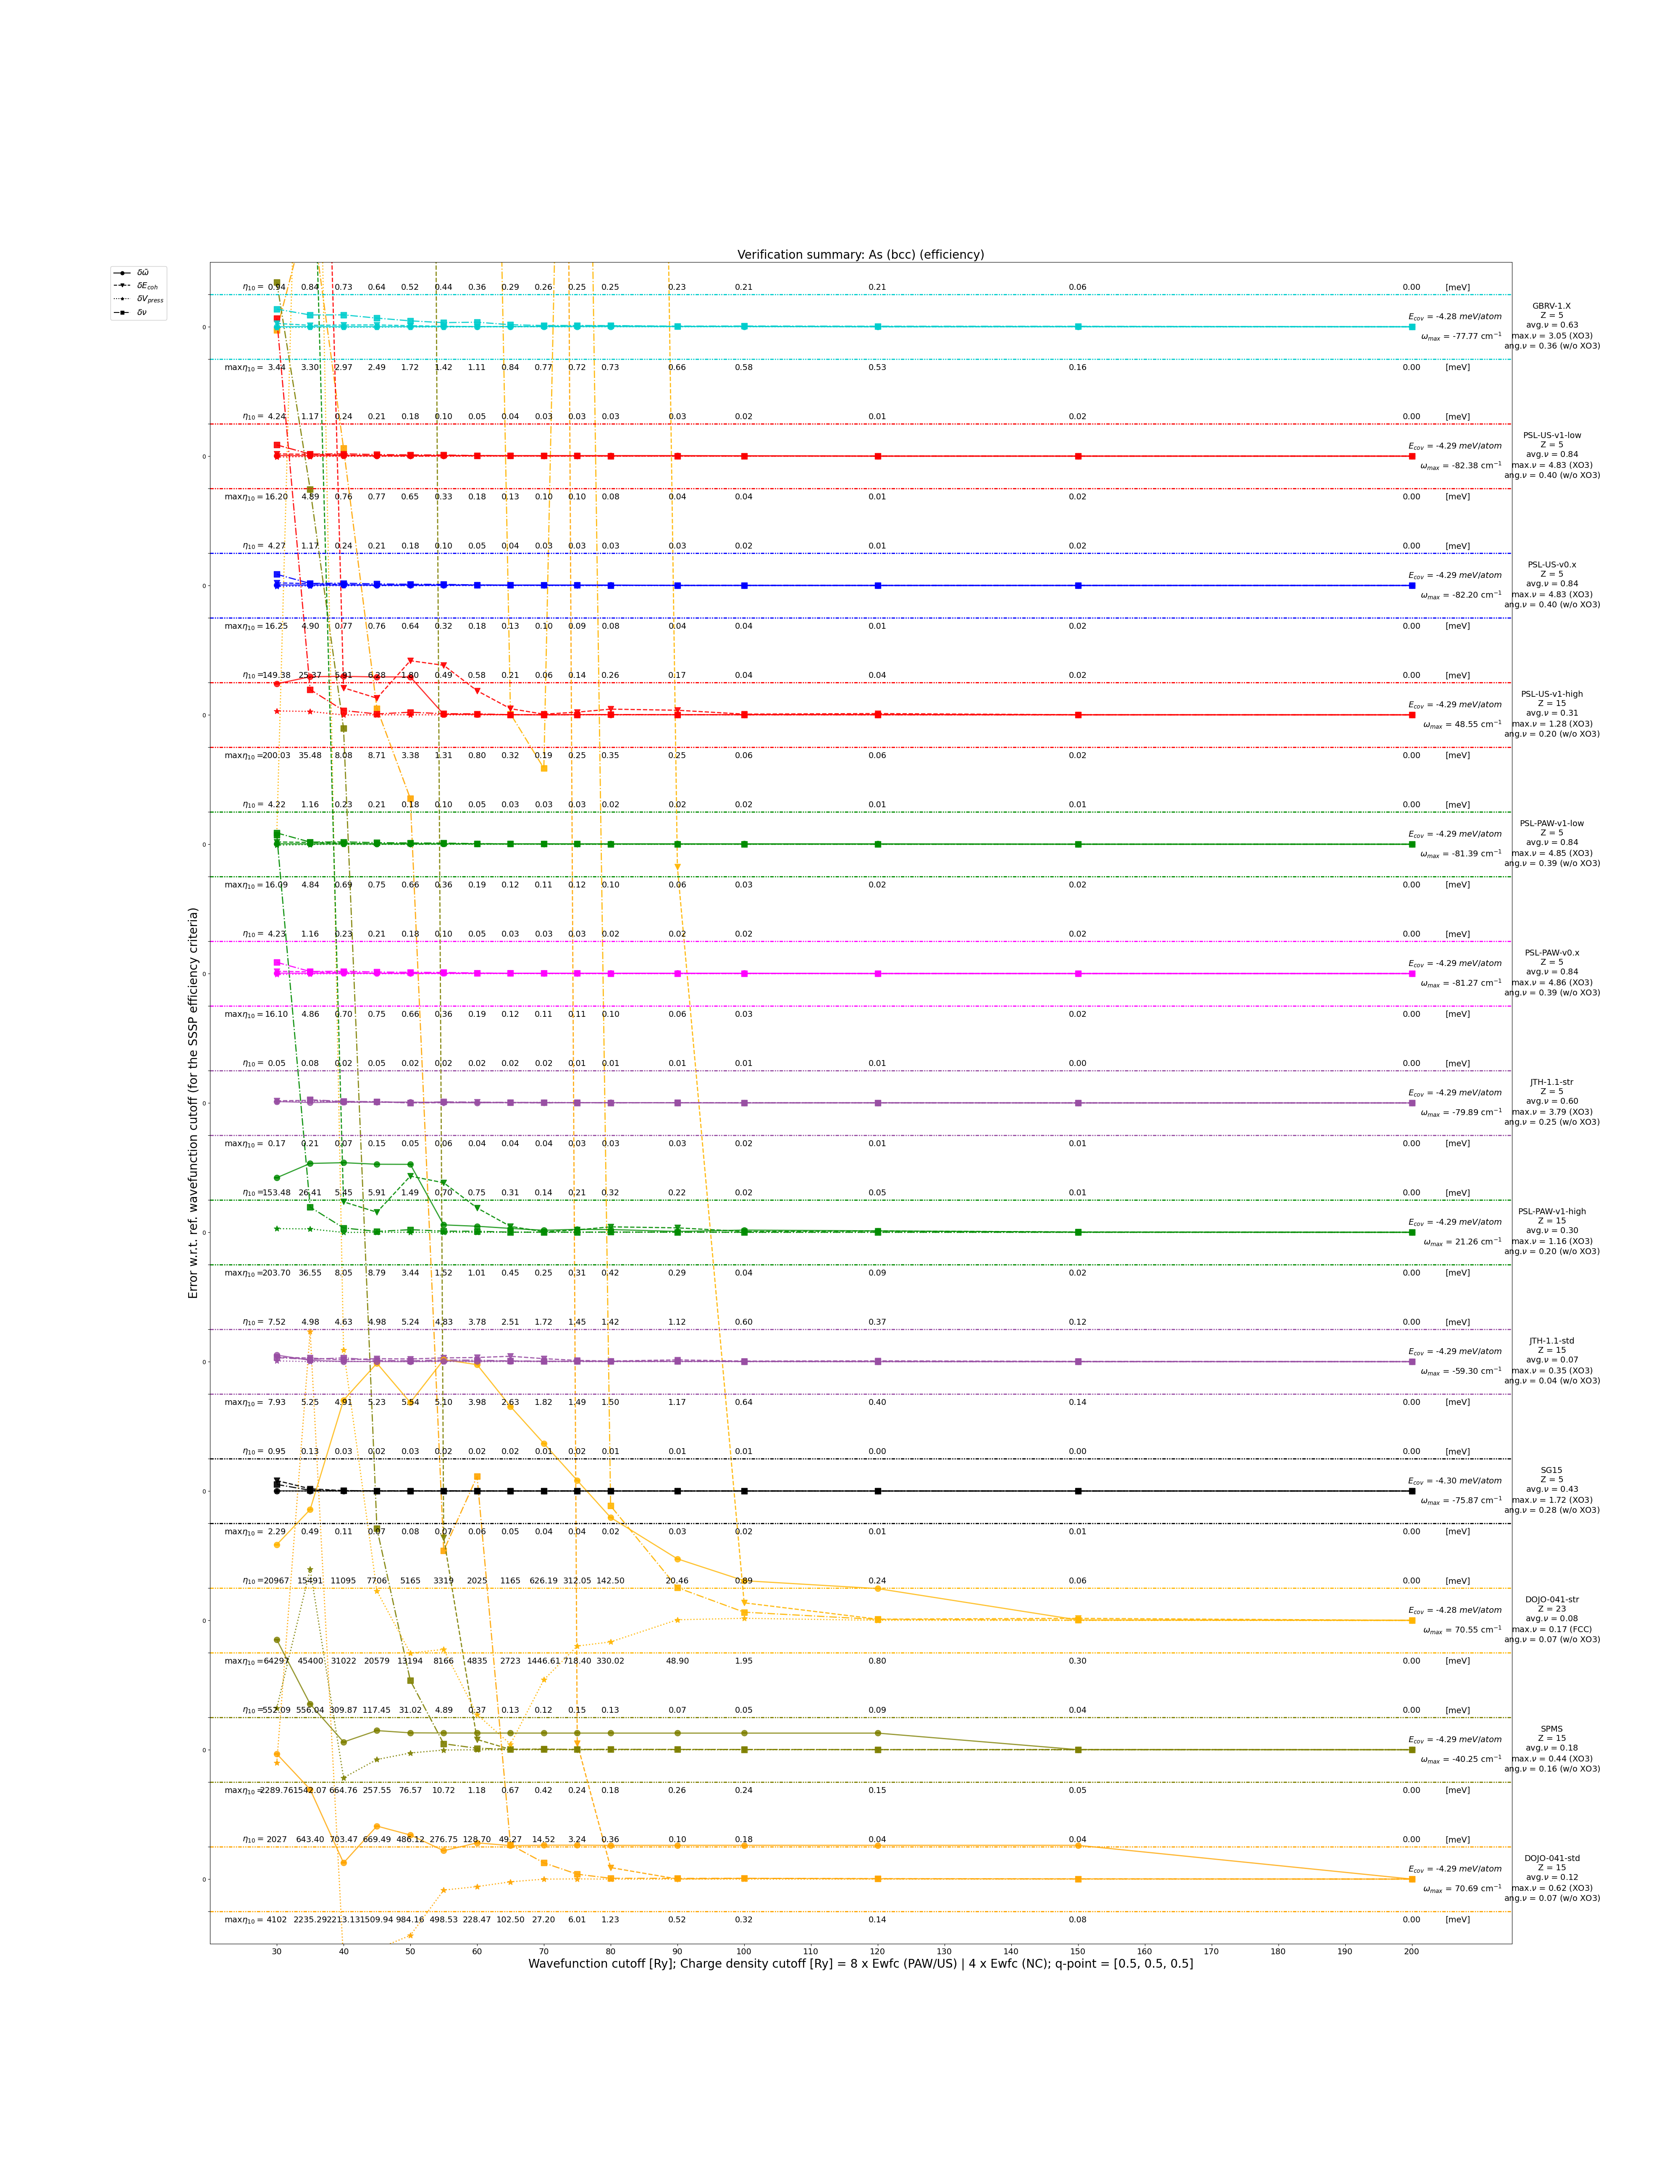 Verification summary: As (bcc) (efficiency)
δω̄
δE_coh
δV_press
δν
η₁₀ = 0.94 0.84 0.73 0.64 0.52 0.44 0.36 0.29 0.26 0.25 0.25 0.23 0.21 0.21 0.06 0.00 [meV]
GBRV-1.X
Z = 5
avg.ν = 0.63
max.ν = 3.05 (XO3)
ang.ν = 0.36 (w/o XO3)
0
E_cov = -4.28 meV/atom
ω_max = -77.77 cm⁻¹
maxη₁₀ = 3.44 3.30 2.97 2.49 1.72 1.42 1.11 0.84 0.77 0.72 0.73 0.66 0.58 0.53 0.16 0.00 [meV]
η₁₀ = 4.24 1.17 0.24 0.21 0.18 0.10 0.05 0.04 0.03 0.03 0.03 0.03 0.02 0.01 0.02 0.00 [meV]
PSL-US-v1-low
Z = 5
avg.ν = 0.84
max.ν = 4.83 (XO3)
ang.ν = 0.40 (w/o XO3)
0
E_cov = -4.29 meV/atom
ω_max = -82.38 cm⁻¹
maxη₁₀ = 16.20 4.89 0.76 0.77 0.65 0.33 0.18 0.13 0.10 0.10 0.08 0.04 0.04 0.01 0.02 0.00 [meV]
η₁₀ = 4.27 1.17 0.24 0.21 0.18 0.10 0.05 0.04 0.03 0.03 0.03 0.03 0.02 0.01 0.02 0.00 [meV]
PSL-US-v0.x
Z = 5
avg.ν = 0.84
max.ν = 4.83 (XO3)
ang.ν = 0.40 (w/o XO3)
0
E_cov = -4.29 meV/atom
ω_max = -82.20 cm⁻¹
maxη₁₀ = 16.25 4.90 0.77 0.76 0.64 0.32 0.18 0.13 0.10 0.09 0.08 0.04 0.04 0.01 0.02 0.00 [meV]
η₁₀ = 149.38 25.37 5.91 6.28 1.80 0.49 0.58 0.21 0.06 0.14 0.26 0.17 0.04 0.04 0.02 0.00 [meV]
PSL-US-v1-high
Z = 15
avg.ν = 0.31
max.ν = 1.28 (XO3)
ang.ν = 0.20 (w/o XO3)
0
E_cov = -4.29 meV/atom
ω_max = 48.55 cm⁻¹
maxη₁₀ = 200.03 35.48 8.08 8.71 3.38 1.31 0.80 0.32 0.19 0.25 0.35 0.25 0.06 0.06 0.02 0.00 [meV]
η₁₀ = 4.22 1.16 0.23 0.21 0.18 0.10 0.05 0.03 0.03 0.03 0.02 0.02 0.02 0.01 0.01 0.00 [meV]
PSL-PAW-v1-low
Z = 5
avg.ν = 0.84
max.ν = 4.85 (XO3)
ang.ν = 0.39 (w/o XO3)
0
E_cov = -4.29 meV/atom
ω_max = -81.39 cm⁻¹
maxη₁₀ = 16.09 4.84 0.69 0.75 0.66 0.36 0.19 0.12 0.11 0.12 0.10 0.06 0.03 0.02 0.02 0.00 [meV]
η₁₀ = 4.23 1.16 0.23 0.21 0.18 0.10 0.05 0.03 0.03 0.03 0.02 0.02 0.02 0.02 0.00 [meV]
PSL-PAW-v0.x
Z = 5
avg.ν = 0.84
max.ν = 4.86 (XO3)
ang.ν = 0.39 (w/o XO3)
0
E_cov = -4.29 meV/atom
ω_max = -81.27 cm⁻¹
maxη₁₀ = 16.10 4.86 0.70 0.75 0.66 0.36 0.19 0.12 0.11 0.11 0.10 0.06 0.03 0.02 0.00 [meV]
η₁₀ = 0.05 0.08 0.02 0.05 0.02 0.02 0.02 0.02 0.02 0.01 0.01 0.01 0.01 0.01 0.00 0.00 [meV]
JTH-1.1-str
Z = 5
avg.ν = 0.60
max.ν = 3.79 (XO3)
ang.ν = 0.25 (w/o XO3)
0
E_cov = -4.29 meV/atom
ω_max = -79.89 cm⁻¹
maxη₁₀ = 0.17 0.21 0.07 0.15 0.05 0.06 0.04 0.04 0.04 0.03 0.03 0.03 0.02 0.01 0.01 0.00 [meV]
η₁₀ = 153.48 26.41 5.45 5.91 1.49 0.70 0.75 0.31 0.14 0.21 0.32 0.22 0.02 0.05 0.01 0.00 [meV]
PSL-PAW-v1-high
Z = 15
avg.ν = 0.30
max.ν = 1.16 (XO3)
ang.ν = 0.20 (w/o XO3)
0
E_cov = -4.29 meV/atom
ω_max = 21.26 cm⁻¹
maxη₁₀ = 203.70 36.55 8.05 8.79 3.44 1.52 1.01 0.45 0.25 0.31 0.42 0.29 0.04 0.09 0.02 0.00 [meV]
η₁₀ = 7.52 4.98 4.63 4.98 5.24 4.83 3.78 2.51 1.72 1.45 1.42 1.12 0.60 0.37 0.12 0.00 [meV]
JTH-1.1-std
Z = 15
avg.ν = 0.07
max.ν = 0.35 (XO3)
ang.ν = 0.04 (w/o XO3)
0
E_cov = -4.29 meV/atom
ω_max = -59.30 cm⁻¹
maxη₁₀ = 7.93 5.25 4.91 5.23 5.54 5.10 3.98 2.63 1.82 1.49 1.50 1.17 0.64 0.40 0.14 0.00 [meV]
η₁₀ = 0.95 0.13 0.03 0.02 0.03 0.02 0.02 0.02 0.01 0.02 0.01 0.01 0.01 0.00 0.00 0.00 [meV]
SG15
Z = 5
avg.ν = 0.43
max.ν = 1.72 (XO3)
ang.ν = 0.28 (w/o XO3)
0
E_cov = -4.30 meV/atom
ω_max = -75.87 cm⁻¹
maxη₁₀ = 2.29 0.49 0.11 0.07 0.08 0.07 0.06 0.05 0.04 0.04 0.02 0.03 0.02 0.01 0.01 0.00 [meV]
η₁₀ = 20967 15491 11095 7706 5165 3319 2025 1165 626.19 312.05 142.50 20.46 0.89 0.24 0.06 0.00 [meV]
DOJO-041-str
Z = 23
avg.ν = 0.08
max.ν = 0.17 (FCC)
ang.ν = 0.07 (w/o XO3)
0
E_cov = -4.28 meV/atom
ω_max = 70.55 cm⁻¹
maxη₁₀ = 64297 45400 31022 20579 13194 8166 4835 2723 1446.61 718.40 330.02 48.90 1.95 0.80 0.30 0.00 [meV]
η₁₀ = 552.09 556.04 309.87 117.45 31.02 4.89 0.37 0.13 0.12 0.15 0.13 0.07 0.05 0.09 0.04 0.00 [meV]
SPMS
Z = 15
avg.ν = 0.18
max.ν = 0.44 (XO3)
ang.ν = 0.16 (w/o XO3)
0
E_cov = -4.29 meV/atom
ω_max = -40.25 cm⁻¹
maxη₁₀ = 2289.76 1542.07 664.76 257.55 76.57 10.72 1.18 0.67 0.42 0.24 0.18 0.26 0.24 0.15 0.05 0.00 [meV]
η₁₀ = 2027 643.40 703.47 669.49 486.12 276.75 128.70 49.27 14.52 3.24 0.36 0.10 0.18 0.04 0.04 0.00 [meV]
DOJO-041-std
Z = 15
avg.ν = 0.12
max.ν = 0.62 (XO3)
ang.ν = 0.07 (w/o XO3)
0
E_cov = -4.29 meV/atom
ω_max = 70.69 cm⁻¹
maxη₁₀ = 4102 2235.29 2213.13 1509.94 984.16 498.53 228.47 102.50 27.20 6.01 1.23 0.52 0.32 0.14 0.08 0.00 [meV]
30 40 50 60 70 80 90 100 110 120 130 140 150 160 170 180 190 200
Wavefunction cutoff [Ry]; Charge density cutoff [Ry] = 8 x Ewfc (PAW/US) | 4 x Ewfc (NC); q-point = [0.5, 0.5, 0.5]
Error w.r.t. ref. wavefunction cutoff (for the SSSP efficiency criteria)